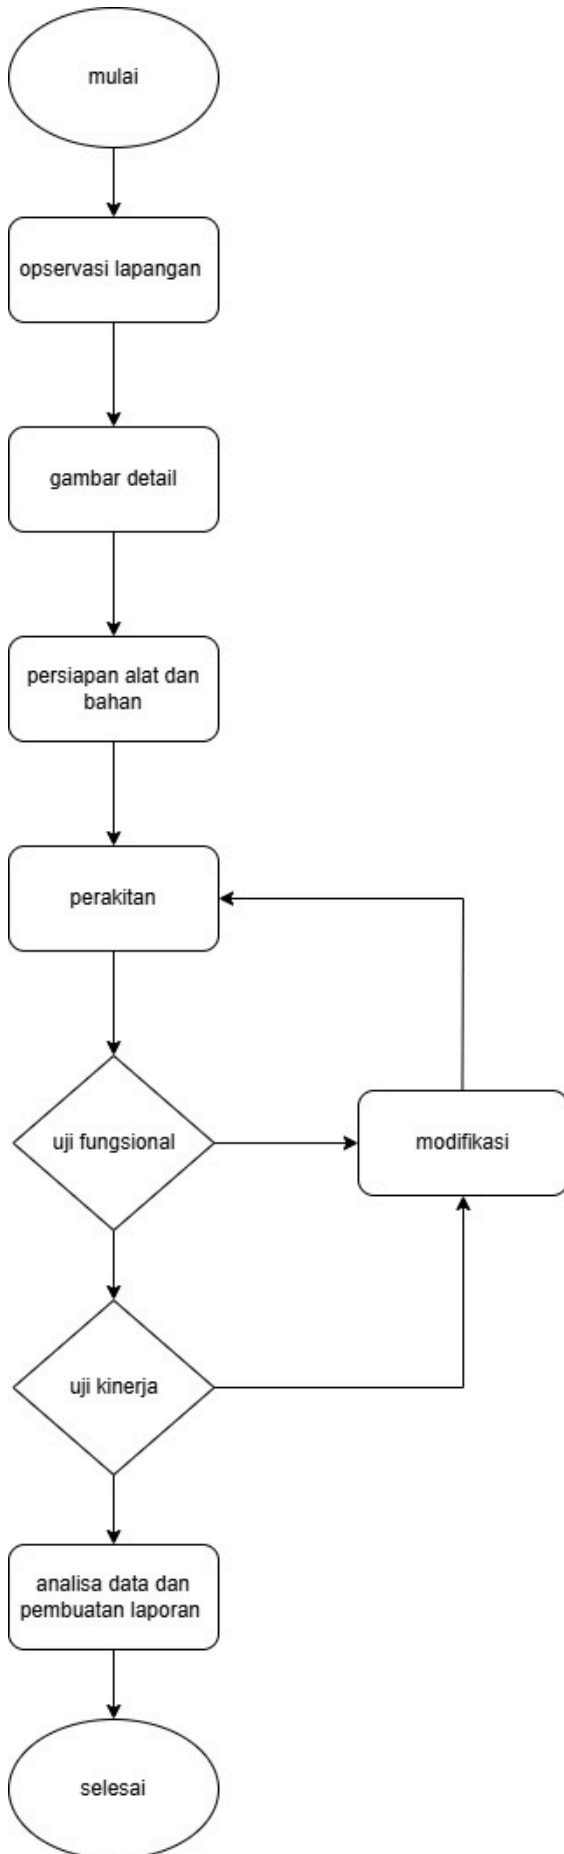 mulai
opservasi lapangan
gambar detail
persiapan alat dan
bahan
perakitan
uji fungsional
modifikasi
uji kinerja
analisa data dan
pembuatan laporan
selesai